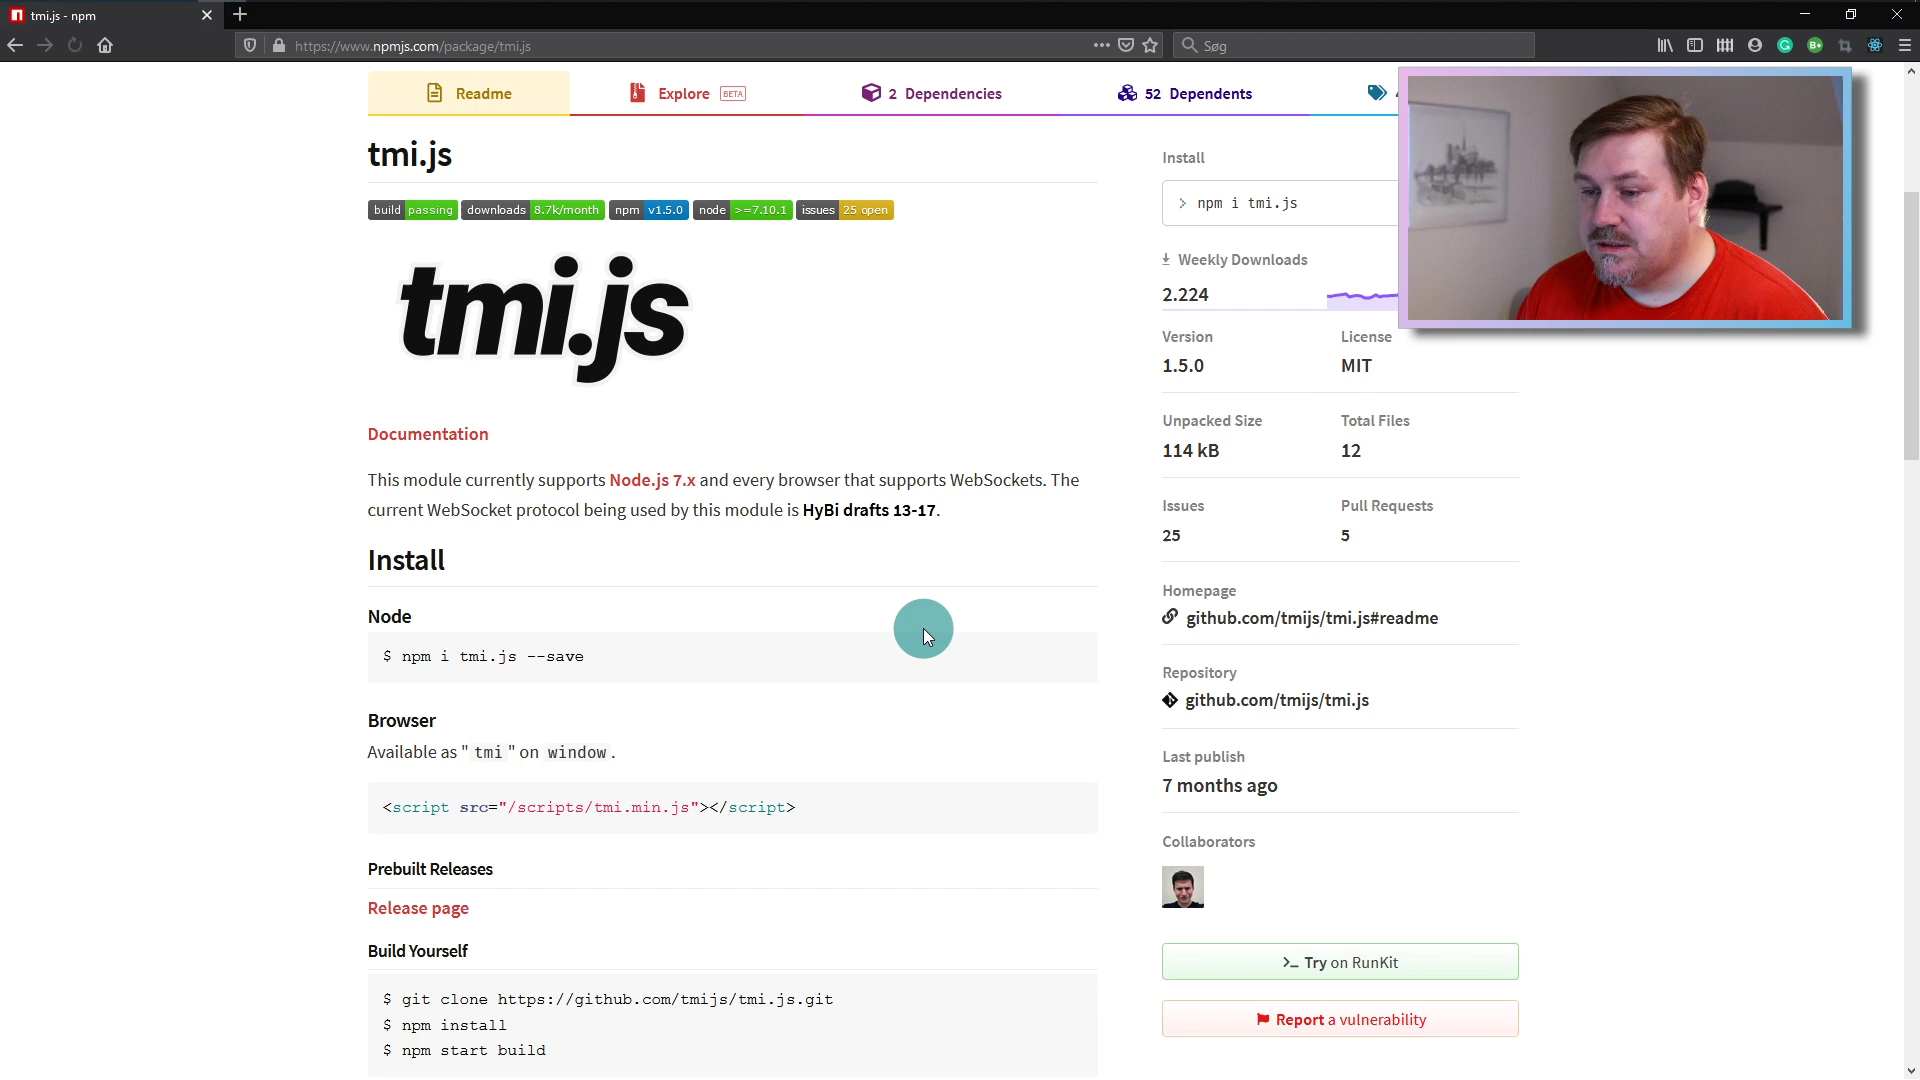 tmi.js - npm
https://www.npmjs.com/package/tmi.js
Søg
Readme
Explore BETA
2 Dependencies
52 Dependents
tmi.js
build passing downloads 8.7k/month npm v1.5.0 node >=7.10.1 issues 25 open
tmi.js
Documentation
This module currently supports Node.js 7.x and every browser that supports WebSockets. The
current WebSocket protocol being used by this module is HyBi drafts 13-17.
Install
Node
$ npm i tmi.js --save
Browser
Available as " tmi " on window .
<script src="/scripts/tmi.min.js"></script>
Prebuilt Releases
Release page
Build Yourself
$ git clone https://github.com/tmijs/tmi.js.git
$ npm install
$ npm start build
Install
> npm i tmi.js
Weekly Downloads
2.224
Version
License
1.5.0
MIT
Unpacked Size
Total Files
114 kB
12
Issues
Pull Requests
25
5
Homepage
github.com/tmijs/tmi.js#readme
Repository
github.com/tmijs/tmi.js
Last publish
7 months ago
Collaborators
>_ Try on RunKit
Report a vulnerability